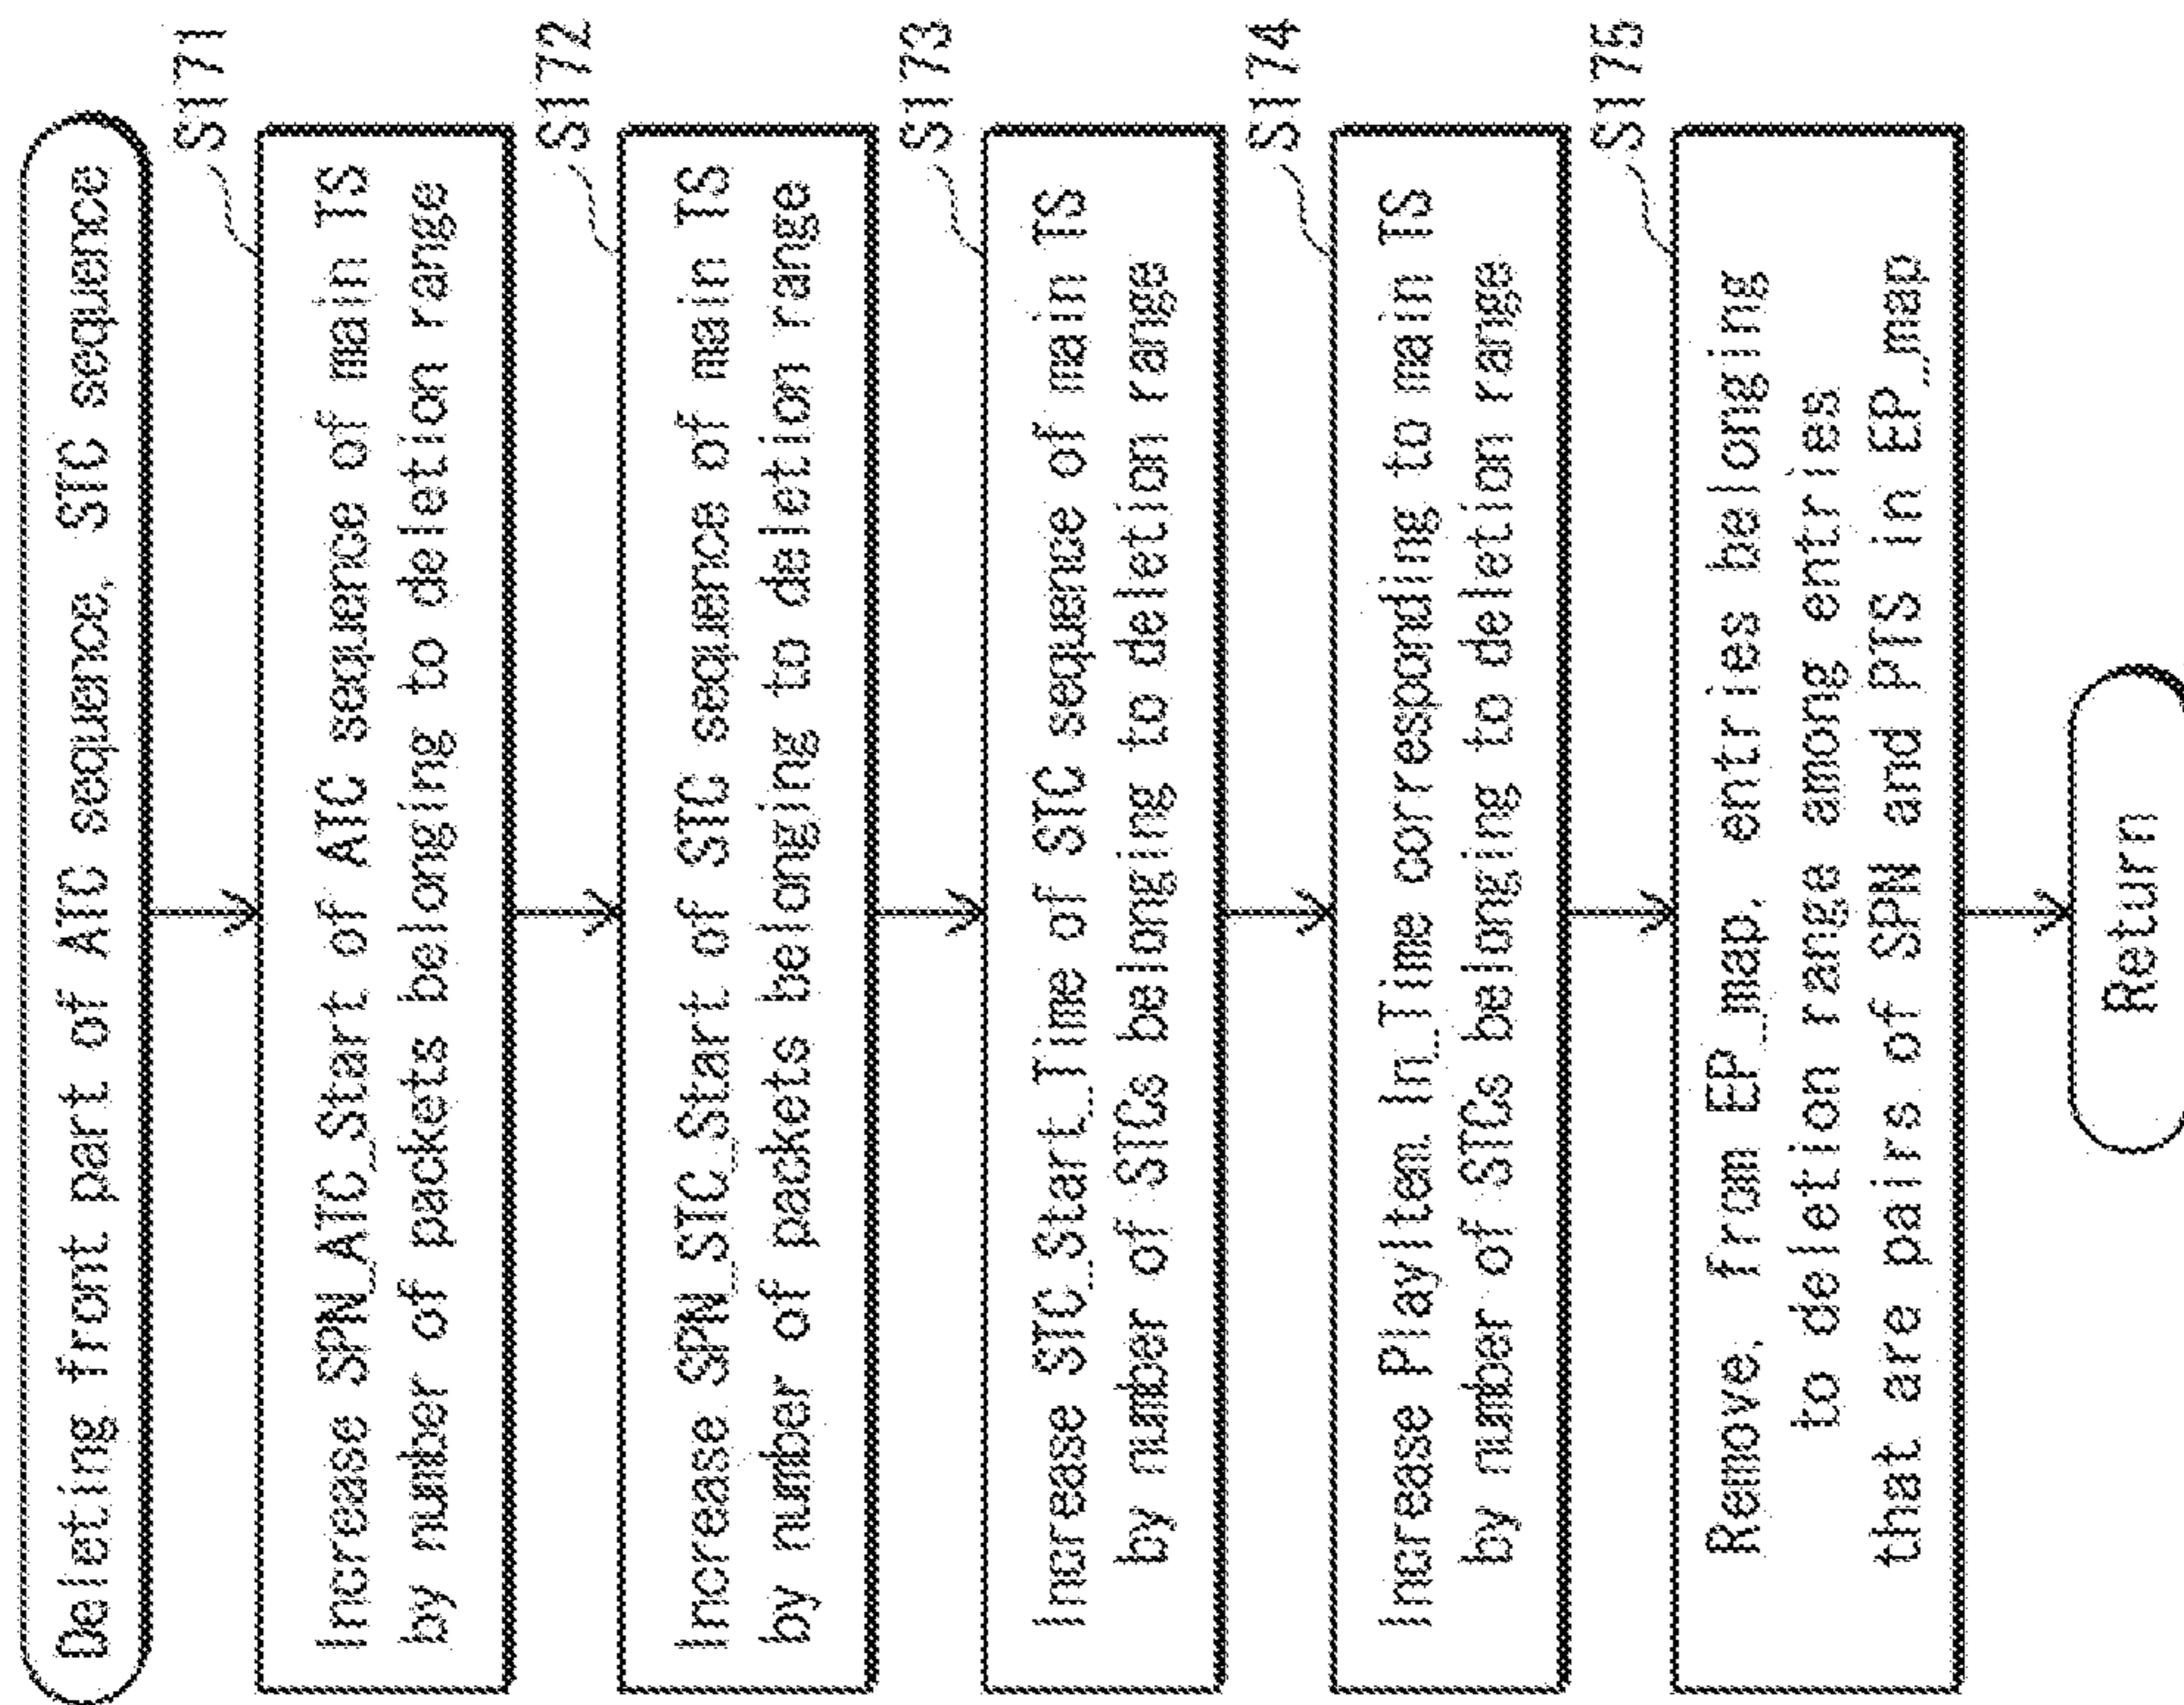 Deleting front part of ATC sequence, STC sequence
S171
Increase SPN_ATC_Start of ATC sequence of main TS
by number of packets belonging to deletion range
S172
Increase SPN_STC_Start of STC sequence of main TS
by number of packets belonging to deletion range
S173
Increase STC_Start_Time of STC sequence of main TS
by number of STCs belonging to deletion range
S174
Increase PlayItem.In_Time corresponding to main TS
by number of STCs belonging to deletion range
S175
Remove, from EP_map, entries belonging
to deletion range among entries
that are pairs of SPN and PTS in EP_map
Return